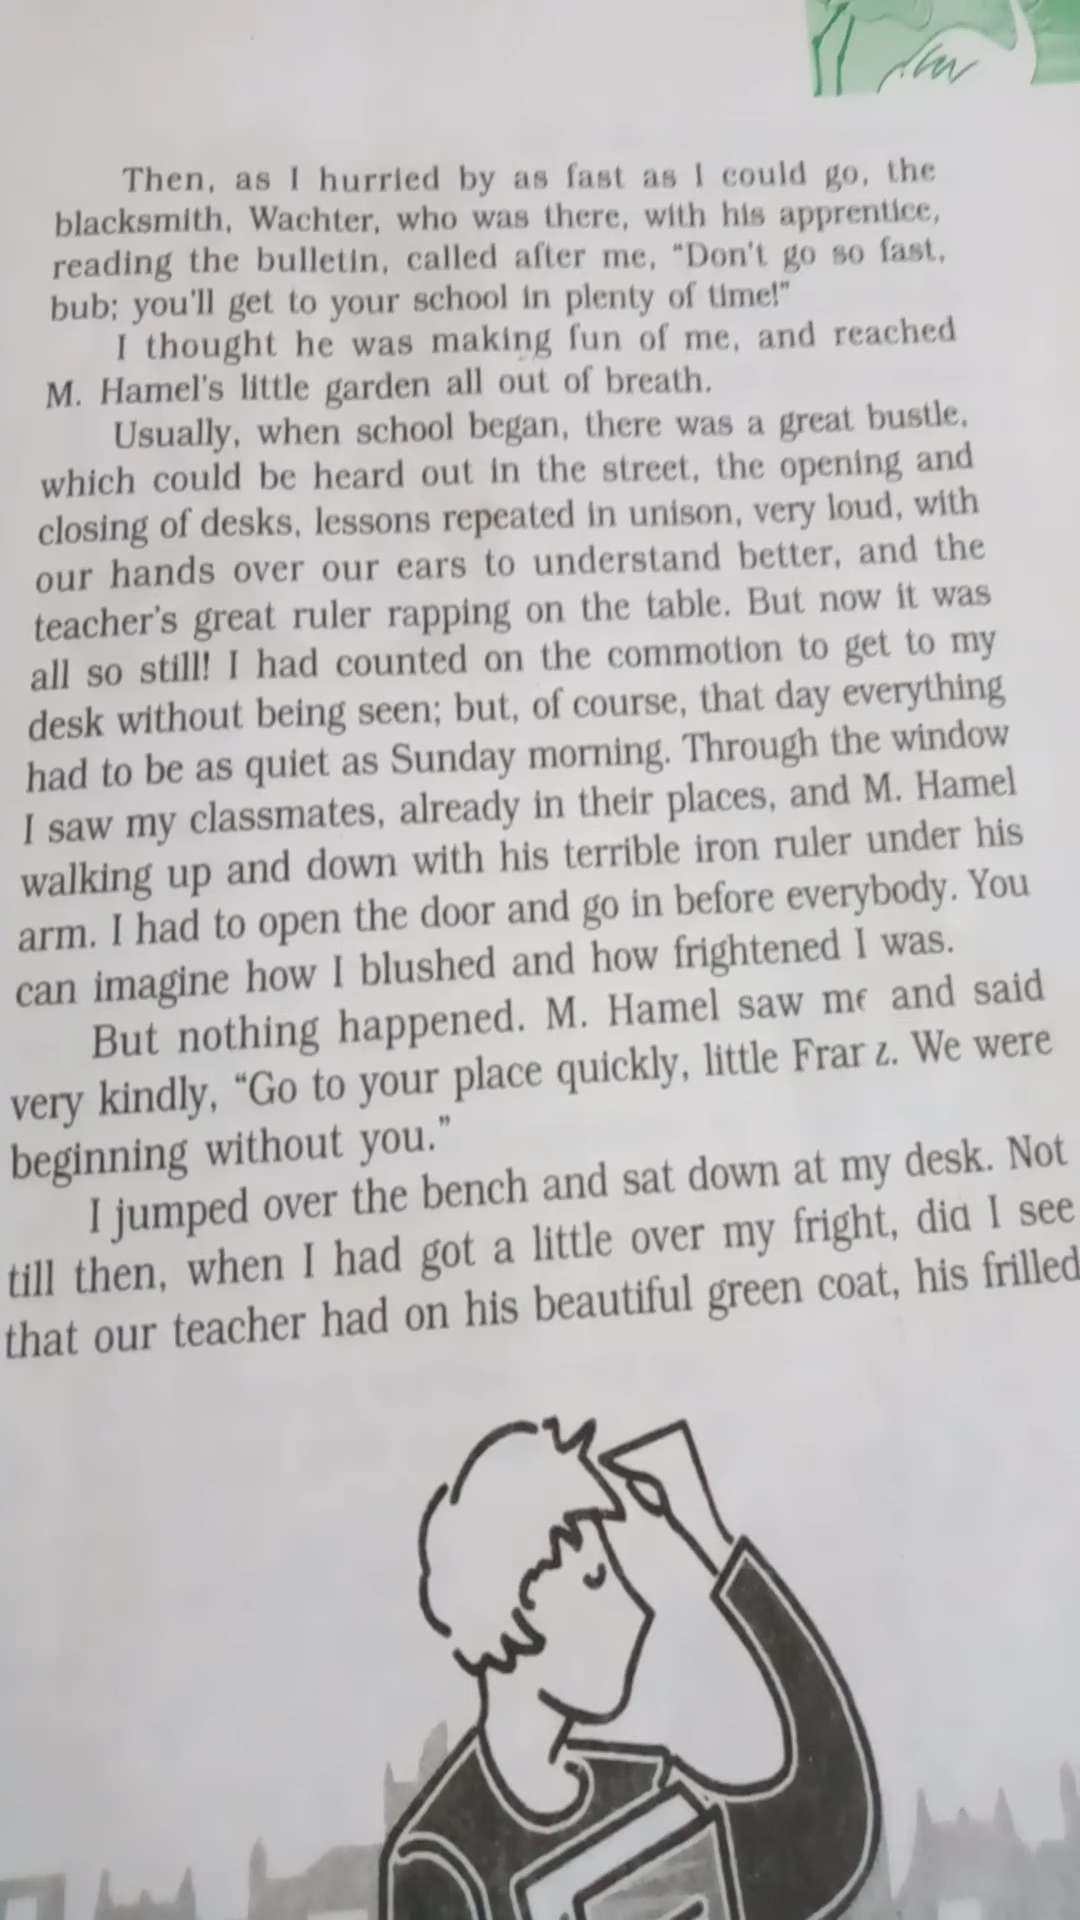 Then, as I hurried by as fast as I could go, the
blacksmith, Wachter, who was there, with his apprentice,
reading the bulletin, called after me, “Don't go so fast,
bub; you'll get to your school in plenty of time!”
I thought he was making fun of me, and reached
M. Hamel's little garden all out of breath.
Usually, when school began, there was a great bustle,
which could be heard out in the street, the opening and
closing of desks, lessons repeated in unison, very loud, with
our hands over our ears to understand better, and the
teacher's great ruler rapping on the table. But now it was
all so still! I had counted on the commotion to get to my
desk without being seen; but, of course, that day everything
had to be as quiet as Sunday morning. Through the window
I saw my classmates, already in their places, and M. Hamel
walking up and down with his terrible iron ruler under his
arm. I had to open the door and go in before everybody. You
can imagine how I blushed and how frightened I was.
But nothing happened. M. Hamel saw me and said
very kindly, “Go to your place quickly, little Franz. We were
beginning without you.”
I jumped over the bench and sat down at my desk. Not
till then, when I had got a little over my fright, did I see
that our teacher had on his beautiful green coat, his frilled